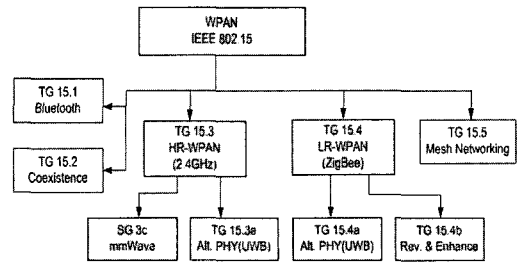 WPAN
IEEE 802 15
TG 15.1
Bluetooth
TG 15.2
Coexistence
TG 15.3
HR-WPAN
(2 4GHz)
TG 15.4
LR-WPAN
(ZigBee)
TG 15.5
Mesh Networking
SG 3c
mmWave
TG 15.3a
Alt. PHY(UWB)
TG 15.4a
Alt. PHY(UWB)
TG 15.4b
Rev. & Enhance